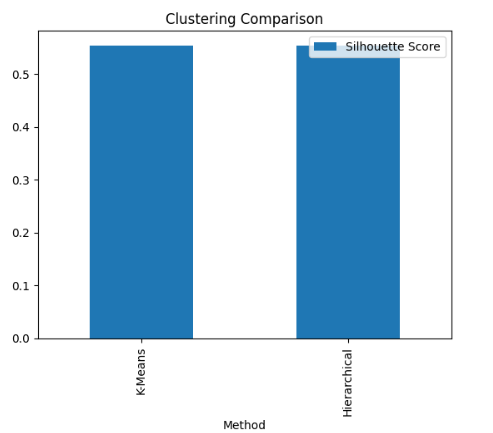 Clustering Comparison
Silhouette Score
0.5
0.4
0.3
0.2
0.1
0.0
K-Means
Hierarchical
Method